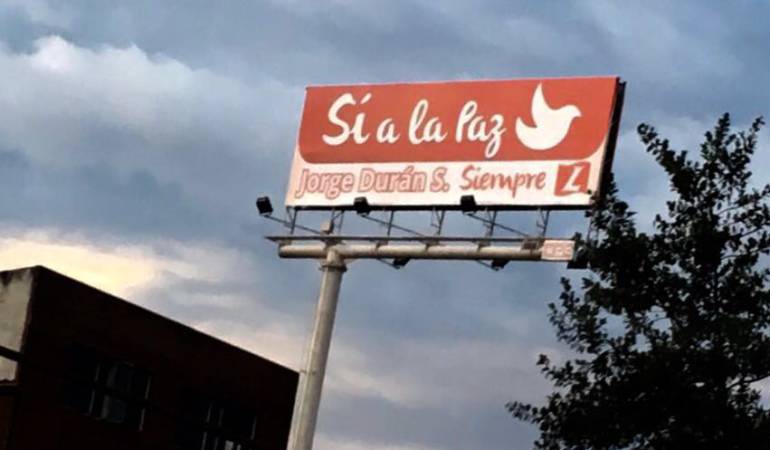 Sí a la Paz
Jorge Durán S. Siempre L